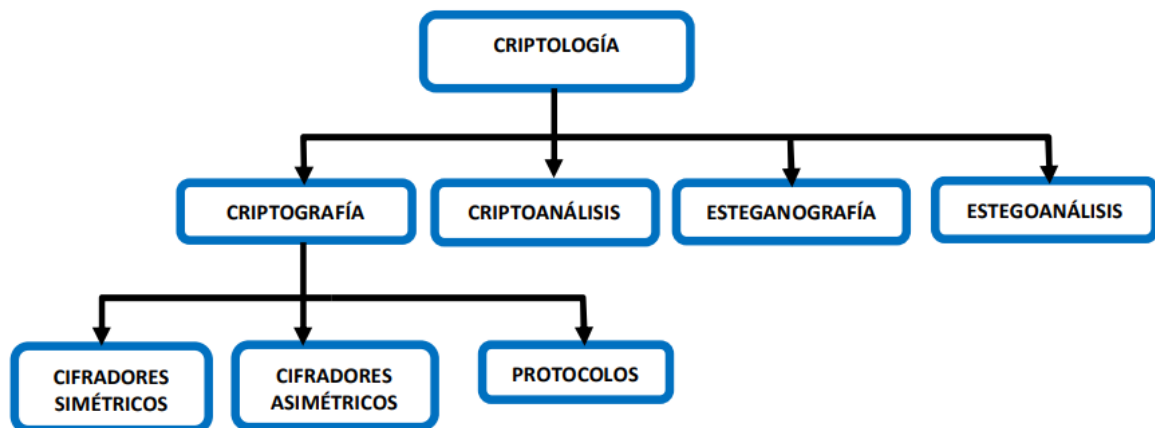 CRIPTOLOGÍA
CRIPTOGRAFÍA
CRIPTOANÁLISIS
ESTEGANOGRAFÍA
ESTEGOANÁLISIS
CIFRADORES
SIMÉTRICOS
CIFRADORES
ASIMÉTRICOS
PROTOCOLOS